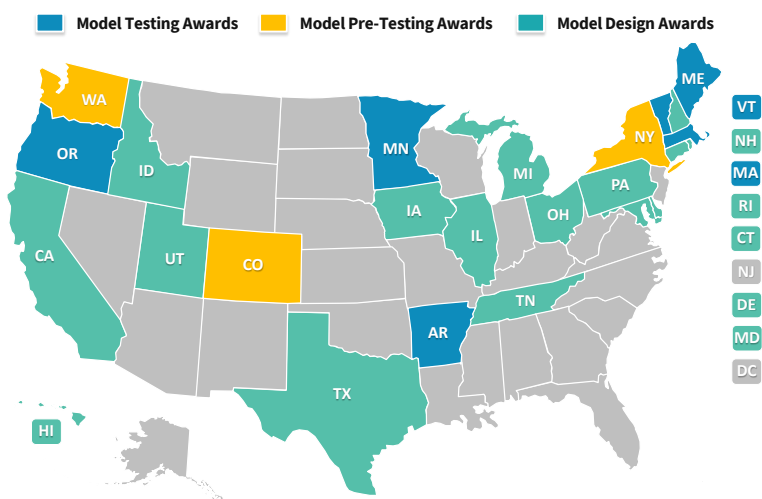 Model Testing Awards Model Pre-Testing Awards Model Design Awards
ME
WA
VT
NY
NH
MN
OR
ID
MI
MA
PA
RI
IA
OH
IL
CT
CA
UT
CO
NJ
TN
DE
AR
MD
DC
TX
HI